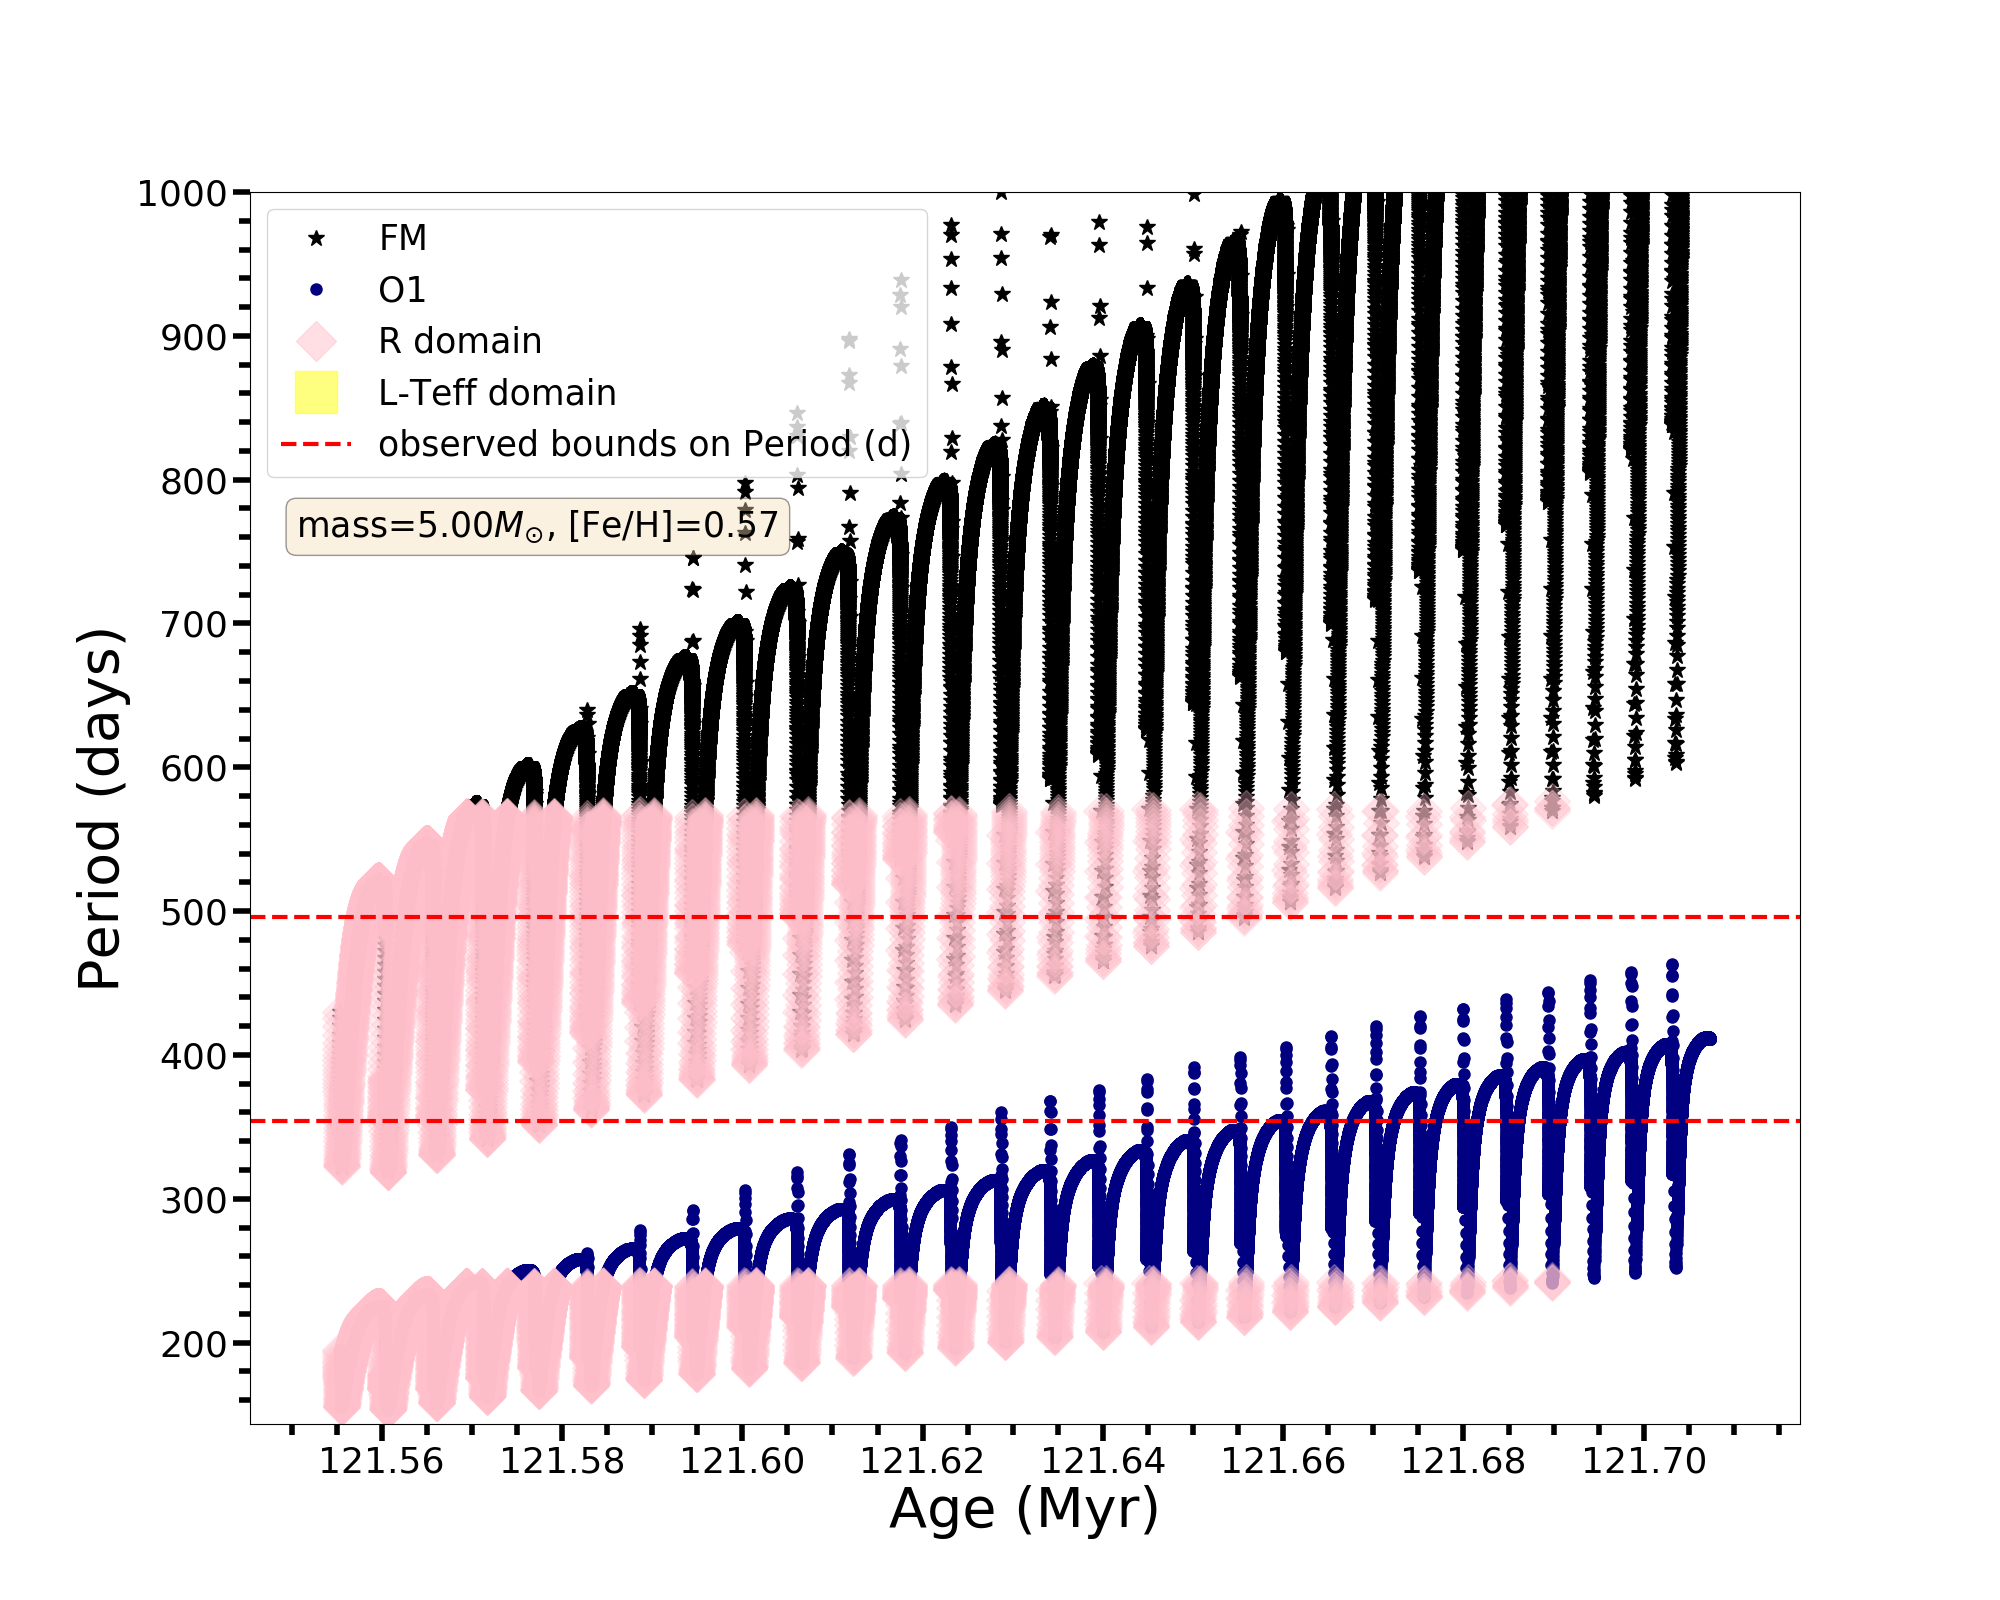 1000
900
800
700
600
500
400
300
200
Period (days)
FM
O1
R domain
L-Teff domain
observed bounds on Period (d)
mass=5.00M⊙, [Fe/H]=0.57
121.56 121.58 121.60 121.62 121.64 121.66 121.68 121.70
Age (Myr)